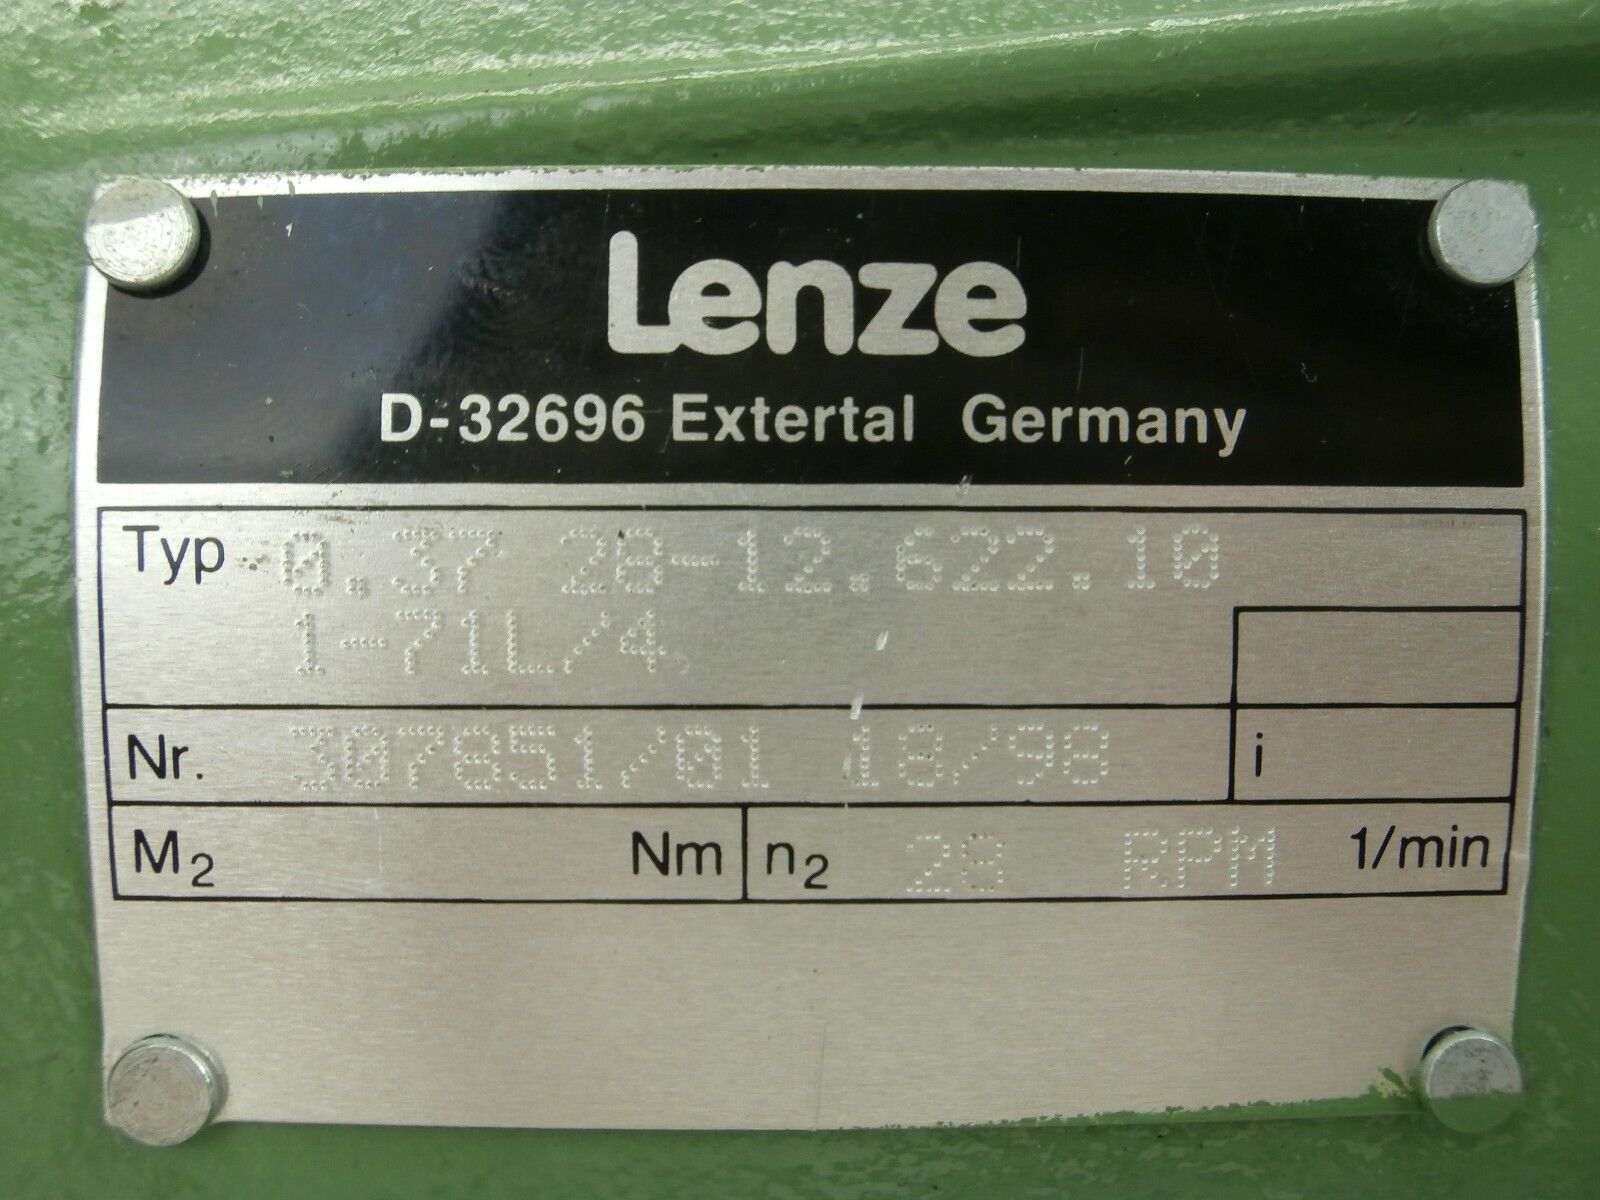 Lenze
D-32696 Extertal Germany
Typ 0.37 28-12.622.10
1-71L/4
Nr. 307851/01 18/98 i
M2 Nm n2 28 RPM 1/min